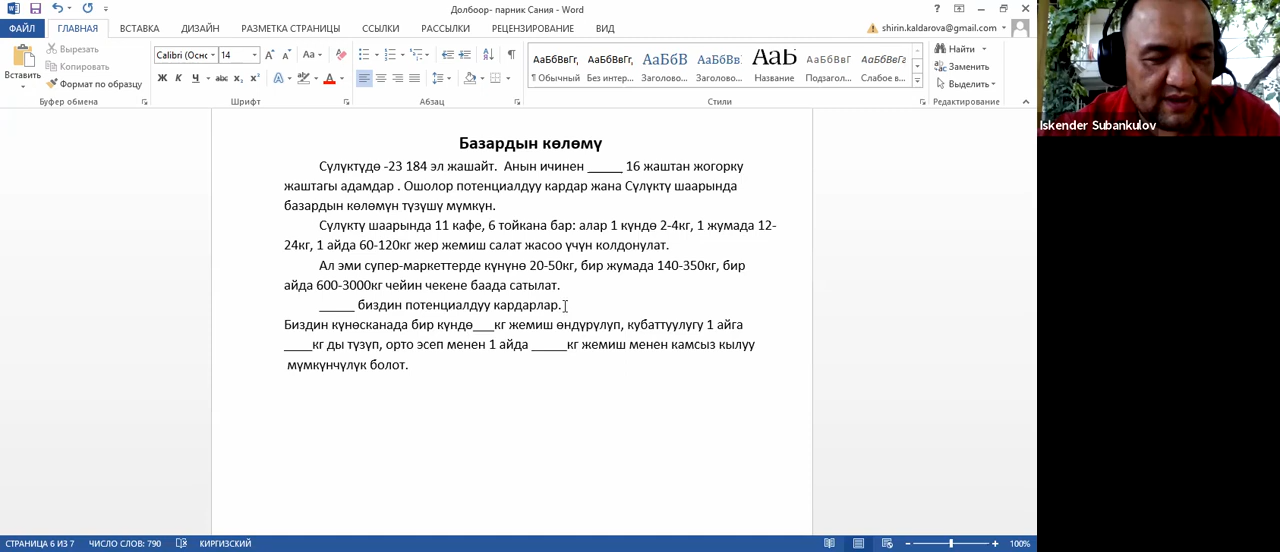 Долбоор- парник Сания - Word
ФАЙЛ ГЛАВНАЯ ВСТАВКА ДИЗАЙН РАЗМЕТКА СТРАНИЦЫ ССЫЛКИ РАССЫЛКИ РЕЦЕНЗИРОВАНИЕ ВИД shirin.kaldarova@gmail.com
Вставить
Вырезать
Копировать
Формат по образцу
Буфер обмена
Calibri (Осн 14
Ж К Ч abc x₂ x²
Шрифт
Абзац
АаБбВвГг, АаБбВвГг, АаБбВ АаБбВв. АаЬ АаБбВвГг АаБбВвГг
¶ Обычный Без интер... Заголово... Заголово... Название Подзагол... Слабое в...
Стили
Найти
Заменить
Выделить
Редактирование
Iskender Subankulov
Базардын көлөмү
Сүлүктүдө -23 184 эл жашайт. Анын ичинен _____ 16 жаштан жогорку
жаштагы адамдар . Ошолор потенциалдуу кардар жана Сүлүктү шаарында
базардын көлөмүн түзүшү мүмкүн.
Сүлүктү шаарында 11 кафе, 6 тойкана бар: алар 1 күндө 2-4кг, 1 жумада 12-
24кг, 1 айда 60-120кг жер жемиш салат жасоо үчүн колдонулат.
Ал эми супер-маркеттерде күнүнө 20-50кг, бир жумада 140-350кг, бир
айда 600-3000кг чейин чекене баада сатылат.
_____ биздин потенциалдуу кардарлар.
Биздин күнөсканада бир күндө___кг жемиш өндүрүлүп, кубаттуулугу 1 айга
____кг ды түзүп, орто эсеп менен 1 айда _____кг жемиш менен камсыз кылуу
мүмкүнчүлүк болот.
СТРАНИЦА 6 ИЗ 7 ЧИСЛО СЛОВ: 790 КИРГИЗСКИЙ 100%